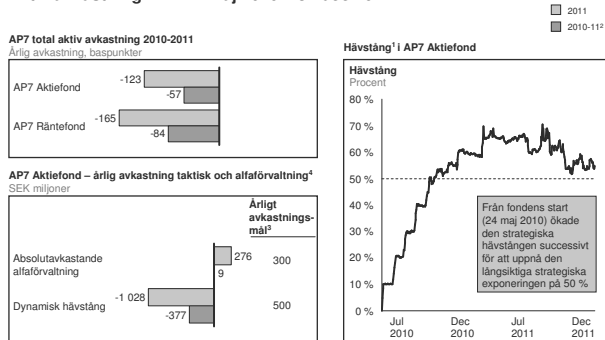 2011
2010-11²
AP7 total aktiv avkastning 2010-2011
Årlig avkastning, baspunkter
AP7 Aktiefond
-123
-57
AP7 Räntefond
-165
-84
AP7 Aktiefond – årlig avkastning taktisk och alfaförvaltning⁴
SEK miljoner
Årligt
avkastnings-
mål³
Absolutavkastande
alfaförvaltning
276
9
300
Dynamisk hävstång
-1 028
-377
500
Hävstång¹ i AP7 Aktiefond
Hävstång
Procent
80 %
70 %
60 %
50 %
40 %
30 %
20 %
10 %
0 %
Från fondens start
(24 maj 2010) ökade
den strategiska
hävstången successivt
för att uppnå den
långsiktiga strategiska
exponeringen på 50 %
Jul
2010
Dec
2010
Jul
2011
Dec
2011